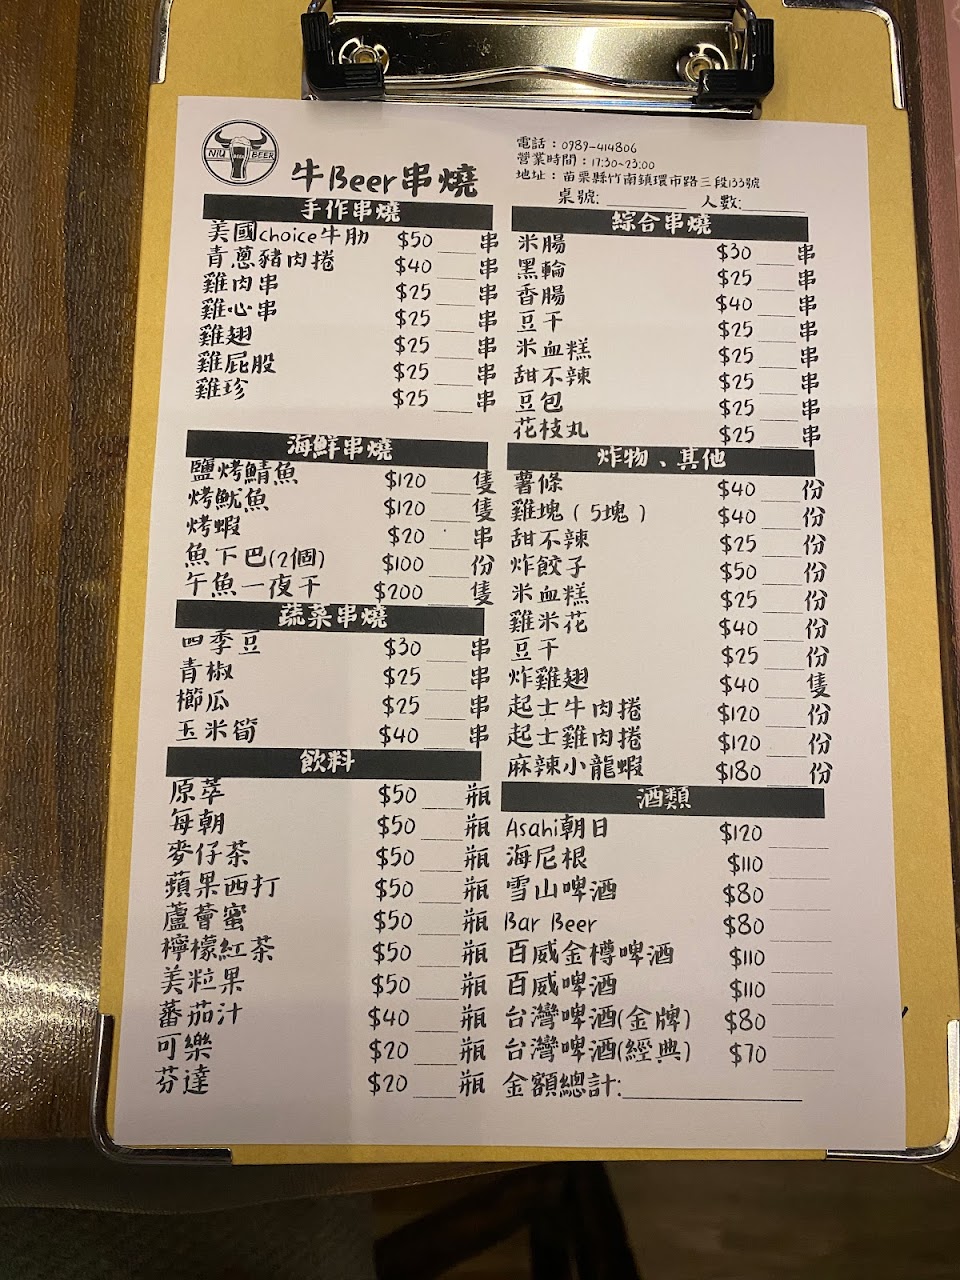 NIU BEER
牛Beer串燒
電話：0989-414806
營業時間：17:30~23:00
地址：苗栗縣竹南鎮環市路三段133號
桌號: 人數:
手作串燒
美國choice牛肋 $50 串
青蔥豬肉捲 $40 串
雞肉串 $25 串
雞心串 $25 串
雞翅 $25 串
雞屁股 $25 串
雞珍 $25 串
海鮮串燒
鹽烤鯖魚 $120 隻
烤魷魚 $120 隻
烤蝦 $20 串
魚下巴(2個) $100 份
午魚一夜干 $200 隻
蔬菜串燒
四季豆 $30 串
青椒 $25 串
櫛瓜 $25 串
玉米筍 $40 串
飲料
原萃 $50 瓶
每朝 $50 瓶
麥仔茶 $50 瓶
蘋果西打 $50 瓶
蘆薈蜜 $50 瓶
檸檬紅茶 $50 瓶
美粒果 $50 瓶
蕃茄汁 $40 瓶
可樂 $20 瓶
芬達 $20 瓶
綜合串燒
米腸 $30 串
黑輪 $25 串
香腸 $40 串
豆干 $25 串
米血糕 $25 串
甜不辣 $25 串
豆包 $25 串
花枝丸 $25 串
炸物、其他
薯條 $40 份
雞塊（5塊） $40 份
甜不辣 $25 份
炸餃子 $50 份
米血糕 $25 份
雞米花 $40 份
豆干 $25 份
炸雞翅 $40 隻
起士牛肉捲 $120 份
起士雞肉捲 $120 份
麻辣小龍蝦 $180 份
酒類
Asahi朝日 $120
海尼根 $110
雪山啤酒 $80
Bar Beer $80
百威金樽啤酒 $110
百威啤酒 $110
台灣啤酒(金牌) $80
台灣啤酒(經典) $70
金額總計: